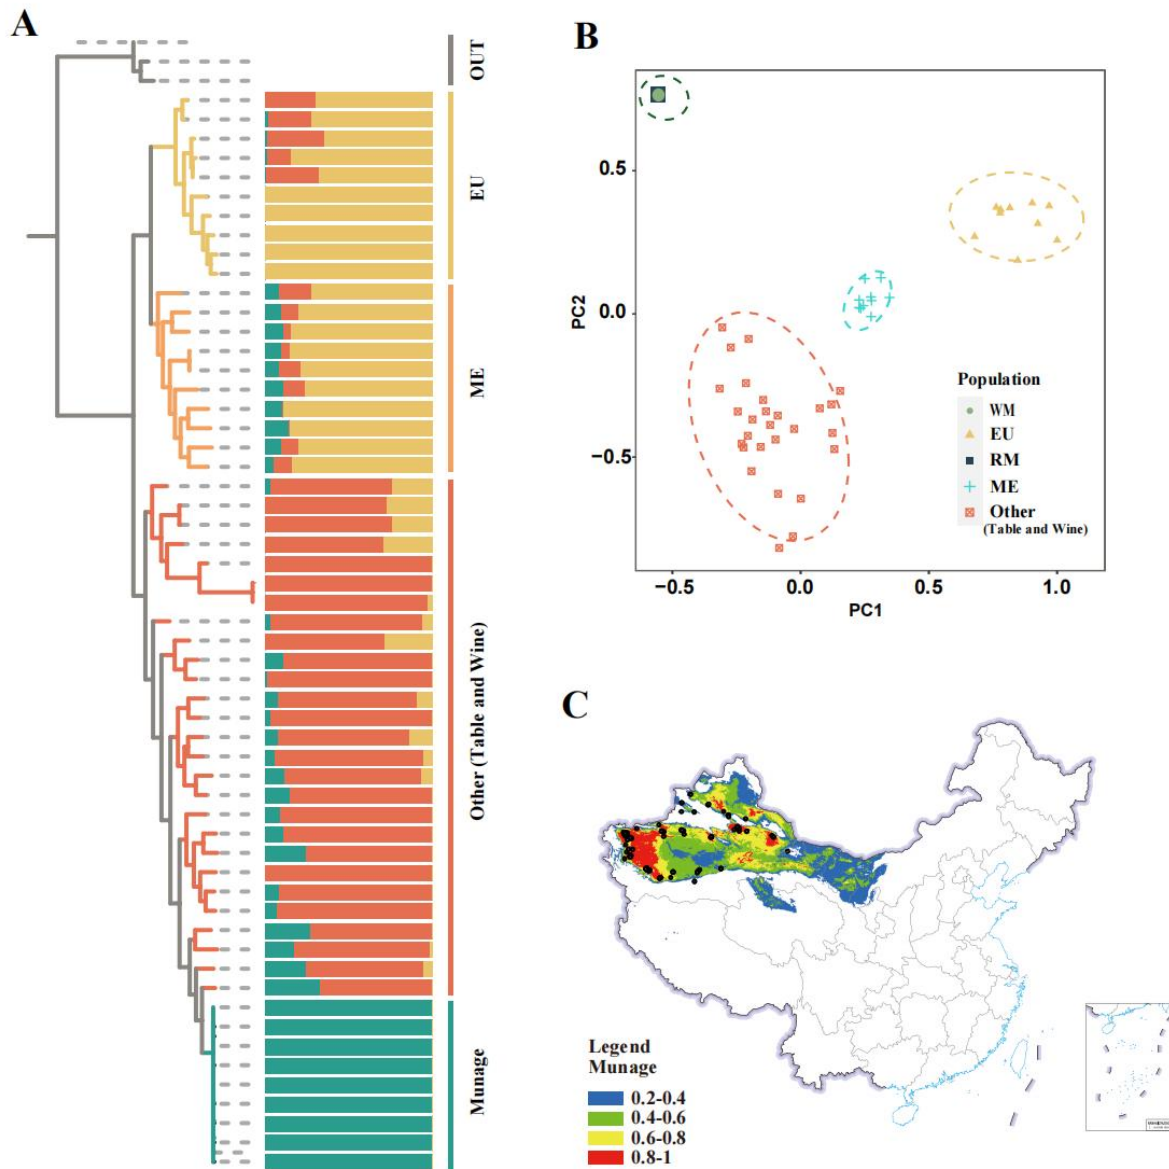 A
OUT
EU
ME
Other (Table and Wine)
Munage
B
PC2
0.5
0.0
−0.5
−0.5
0.0
0.5
1.0
PC1
Population
WM
EU
RM
ME
Other
(Table and Wine)
C
Legend
Munage
0.2-0.4
0.4-0.6
0.6-0.8
0.8-1